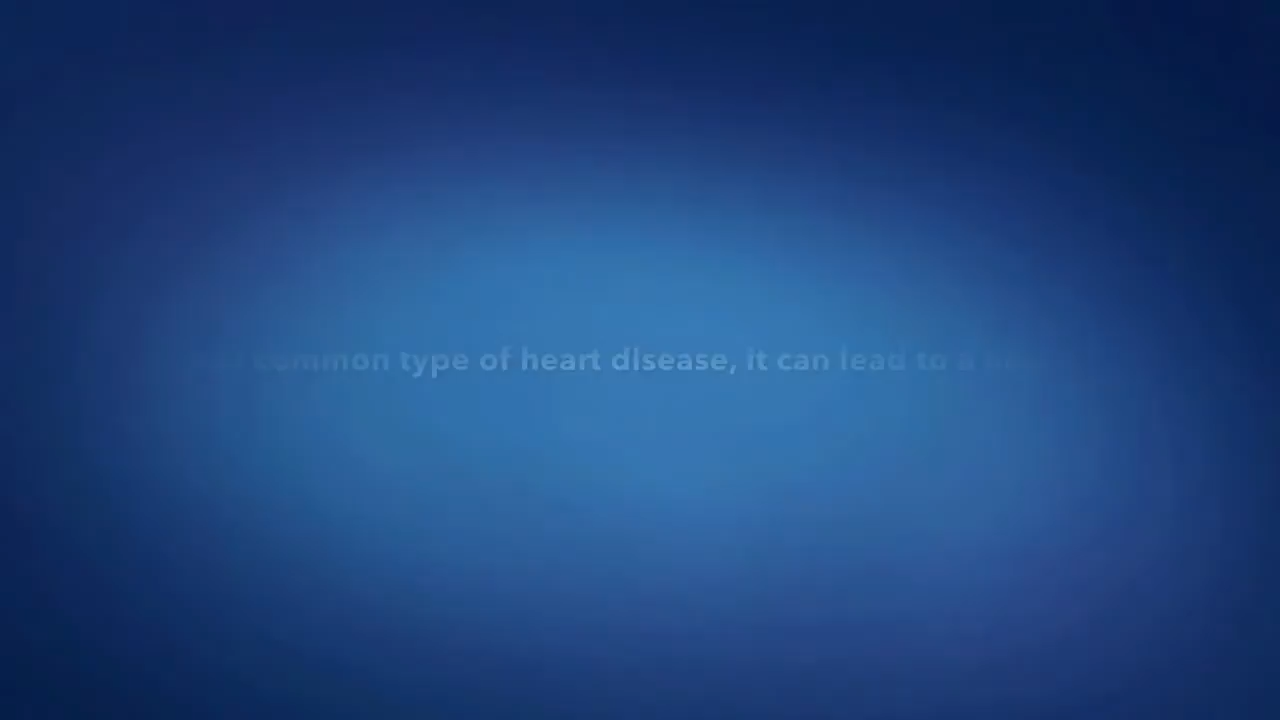 common type of heart disease, it can lead to a